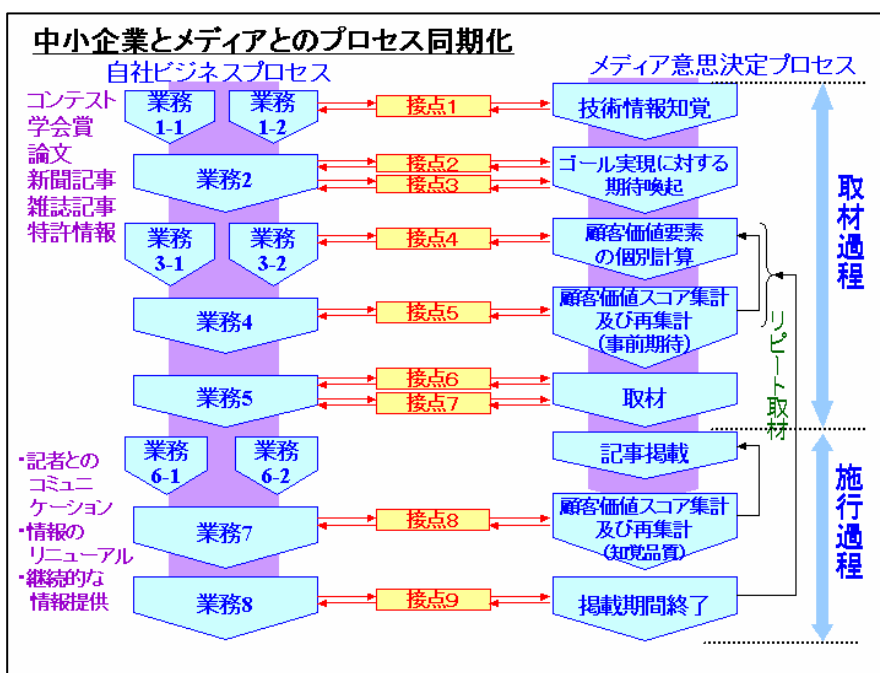 中小企業とメディアとのプロセス同期化
自社ビジネスプロセス
メディア意思決定プロセス
コンテスト
学会賞
論文
新聞記事
雑誌記事
特許情報
業務
1-1
業務
1-2
接点1
技術情報知覚
業務2
接点2
接点3
ゴール実現に対する
期待喚起
業務
3-1
業務
3-2
接点4
顧客価値要素
の個別計算
業務4
接点5
顧客価値スコア集計
及び再集計
(事前期待)
業務5
接点6
接点7
取材
取材過程
リピート取材
・記者との
コミュニ
ケーション
・情報の
リニューアル
・継続的な
情報提供
業務
6-1
業務
6-2
記事掲載
業務7
接点8
顧客価値スコア集計
及び再集計
(知覚品質)
業務8
接点9
掲載期間終了
施行過程